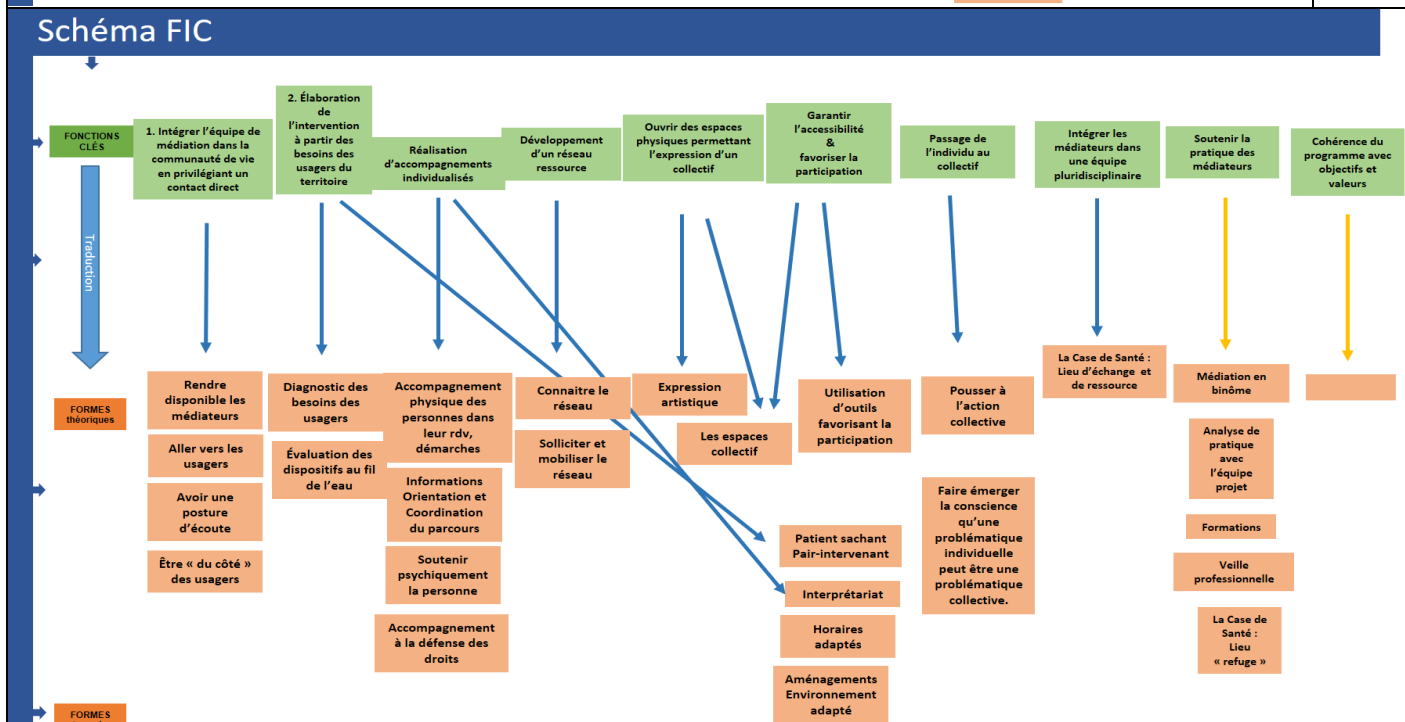 Schéma FIC
FONCTIONS
CLÉS
1. Intégrer l'équipe de
médiation dans la
communauté de vie
en privilégiant un
contact direct
2. Élaboration
de
l'intervention
à partir des
besoins des
usagers du
territoire
Réalisation
d'accompagnements
individualisés
Développement
d'un réseau
ressource
Ouvrir des espaces
physiques permettant
l'expression d'un
collectif
Garantir
l'accessibilité
&
favoriser la
participation
Passage de
l'individu au
collectif
Intégrer les
médiateurs dans
une équipe
pluridisciplinaire
Soutenir la
pratique des
médiateurs
Cohérence du
programme avec
objectifs et
valeurs
Traduction
FORMES
théoriques
Rendre
disponible les
médiateurs
Aller vers les
usagers
Avoir une
posture
d'écoute
Être « du côté »
des usagers
Diagnostic des
besoins des
usagers
Évaluation des
dispositifs au fil
de l'eau
Accompagnement
physique des
personnes dans
leur rdv,
démarches
Informations
Orientation et
Coordination
du parcours
Soutenir
psychiquement
la personne
Accompagnement
à la défense des
droits
Connaitre le
réseau
Solliciter et
mobiliser le
réseau
Expression
artistique
Les espaces
collectif
Utilisation
d'outils
favorisant la
participation
Patient sachant
Pair-intervenant
Interprétariat
Horaires
adaptés
Aménagements
Environnement
adapté
Pousser à
l'action
collective
Faire émerger
la conscience
qu'une
problématique
individuelle
peut être une
problématique
collective.
La Case de Santé :
Lieu d'échange et
de ressource
Médiation en
binôme
Analyse de
pratique
avec
l'équipe
projet
Formations
Veille
professionnelle
La Case de
Santé :
Lieu
« refuge »
FORMES